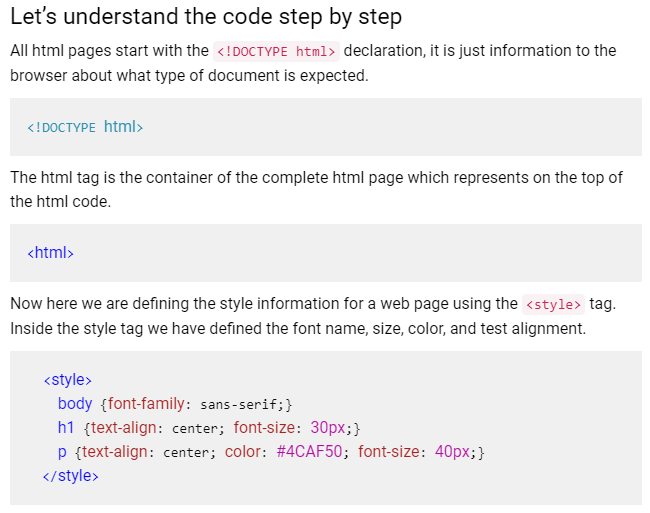 Let’s understand the code step by step
All html pages start with the <!DOCTYPE html> declaration, it is just information to the
browser about what type of document is expected.
<!DOCTYPE html>
The html tag is the container of the complete html page which represents on the top of
the html code.
<html>
Now here we are defining the style information for a web page using the <style> tag.
Inside the style tag we have defined the font name, size, color, and test alignment.
<style>
body {font-family: sans-serif;}
h1 {text-align: center; font-size: 30px;}
p {text-align: center; color: #4CAF50; font-size: 40px;}
</style>